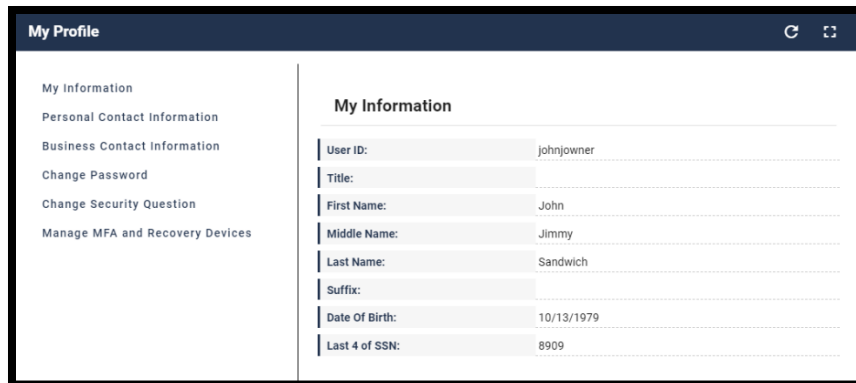 My Profile
My Information
Personal Contact Information
Business Contact Information
Change Password
Change Security Question
Manage MFA and Recovery Devices
My Information
User ID: johnjowner
Title:
First Name: John
Middle Name: Jimmy
Last Name: Sandwich
Suffix:
Date Of Birth: 10/13/1979
Last 4 of SSN: 8909